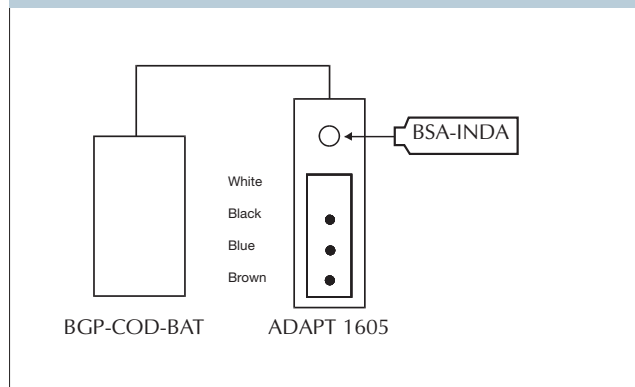 BSA-INDA
White
Black
Blue
Brown
BGP-COD-BAT
ADAPT 1605